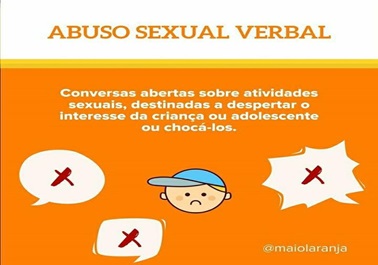 ABUSO SEXUAL VERBAL
Conversas abertas sobre atividades
sexuais, destinadas a despertar o
interesse da criança ou adolescente
ou chocá-los.
@maiolaranja